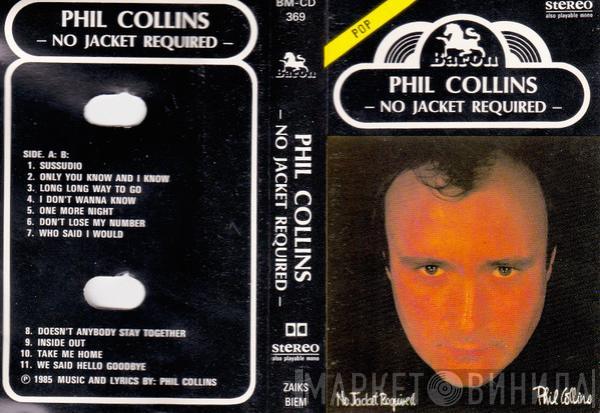 PHIL COLLINS
– NO JACKET REQUIRED –
SIDE. A: B:
1. SUSSUDIO
2. ONLY YOU KNOW AND I KNOW
3. LONG LONG WAY TO GO
4. I DON'T WANNA KNOW
5. ONE MORE NIGHT
6. DON'T LOSE MY NUMBER
7. WHO SAID I WOULD
8. DOESN'T ANYBODY STAY TOGETHER
9. INSIDE OUT
10. TAKE ME HOME
11. WE SAID HELLO GOODBYE
℗ 1985 MUSIC AND LYRICS BY: PHIL COLLINS
BM-CD
369
Baron
PHIL COLLINS
– NO JACKET REQUIRED –
STEREO
also playable mono
ZAIKS
BIEM
POP
STEREO
also playable mono
Baron
PHIL COLLINS
– NO JACKET REQUIRED –
No Jacket Required
Phil Collins
МАРКЕТВИНИЛА